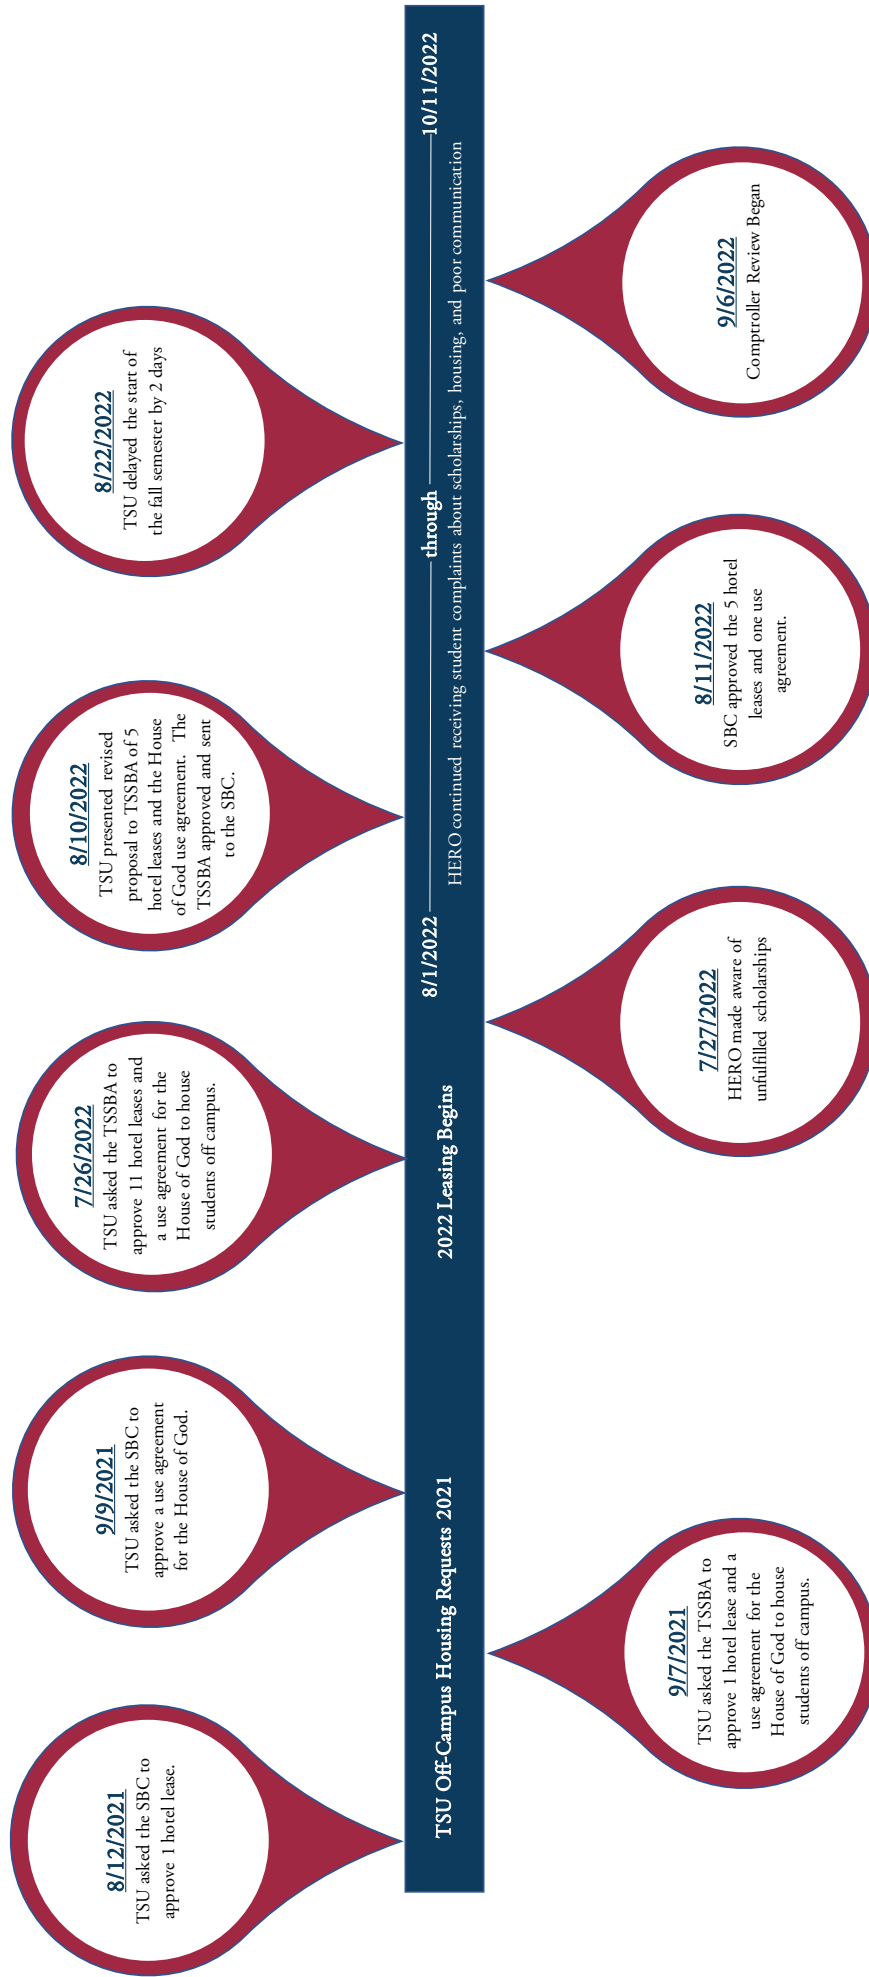 8/12/2021
TSU asked the SBC to
approve 1 hotel lease.
9/9/2021
TSU asked the SBC to
approve a use agreement
for the House of God.
7/26/2022
TSU asked the TSSBA to
approve 11 hotel leases and
a use agreement for the
House of God to house
students off campus.
8/10/2022
TSU presented revised
proposal to TSSBA of 5
hotel leases and the House
of God use agreement. The
TSSBA approved and sent
to the SBC.
8/22/2022
TSU delayed the start of
the fall semester by 2 days
TSU Off-Campus Housing Requests 2021
2022 Leasing Begins
8/1/2022 through 10/11/2022
HERO continued receiving student complaints about scholarships, housing, and poor communication
9/7/2021
TSU asked the TSSBA to
approve 1 hotel lease and a
use agreement for the
House of God to house
students off campus.
7/27/2022
HERO made aware of
unfulfilled scholarships
8/11/2022
SBC approved the 5 hotel
leases and one use
agreement.
9/6/2022
Comptroller Review Began